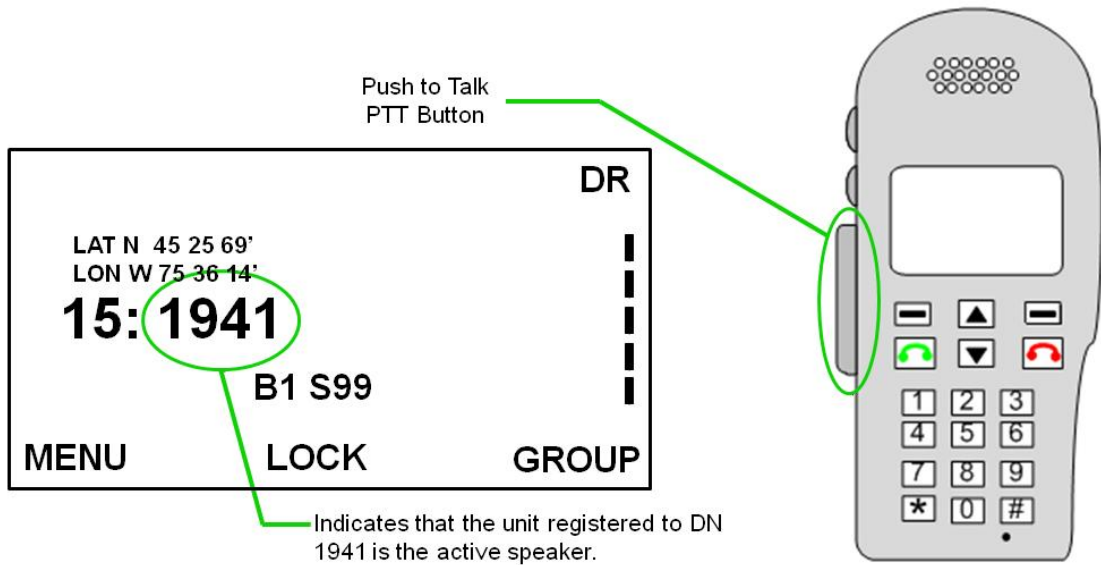 Push to Talk
PTT Button
DR
LAT N 45 25 69'
LON W 75 36 14'
15: 1941
B1 S99
MENU LOCK GROUP
Indicates that the unit registered to DN
1941 is the active speaker.
1 2 3
4 5 6
7 8 9
* 0 #